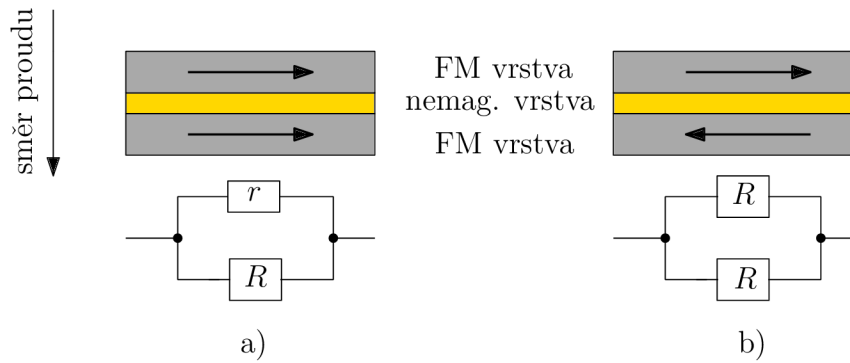 směr proudu
FM vrstva
nemag. vrstva
FM vrstva
r
R
R
R
a)
b)